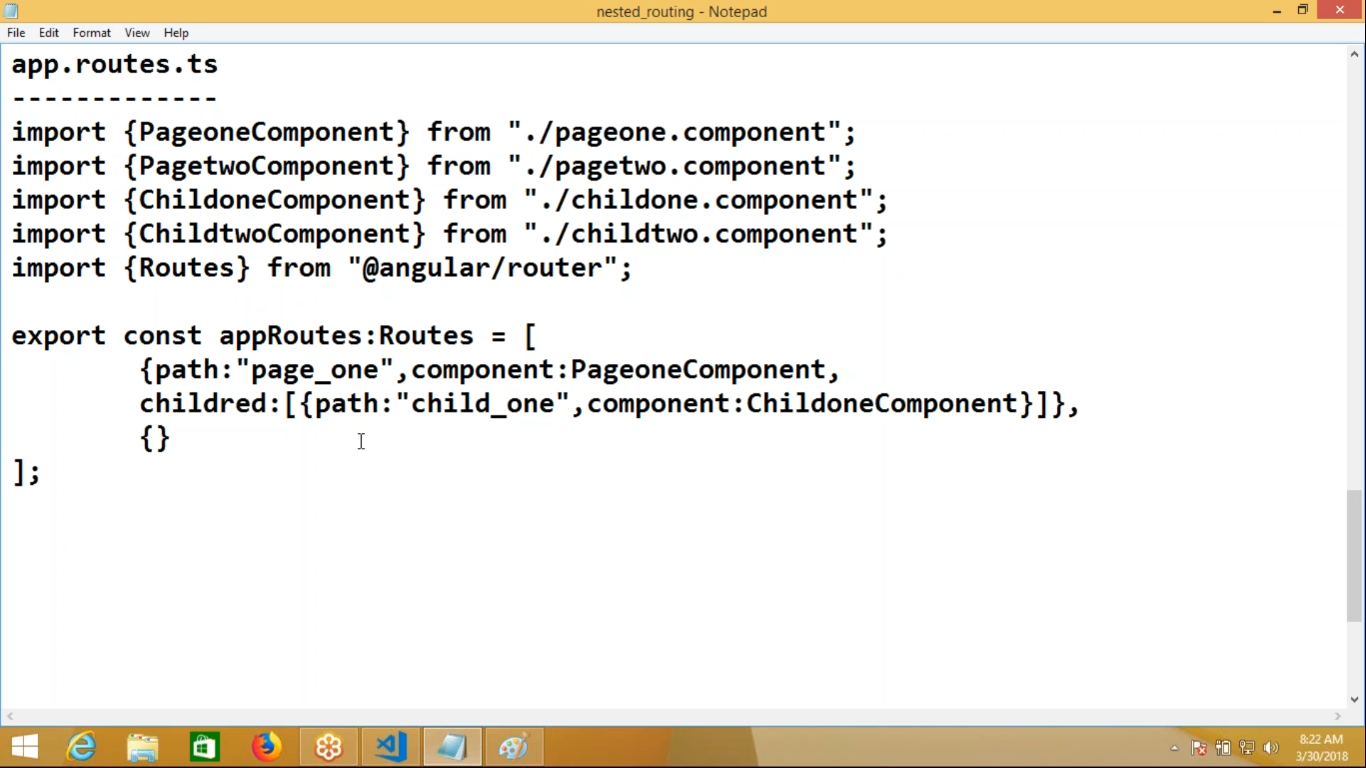 nested_routing - Notepad
File Edit Format View Help
app.routes.ts
-------------
import {PageoneComponent} from "./pageone.component";
import {PagetwoComponent} from "./pagetwo.component";
import {ChildoneComponent} from "./childone.component";
import {ChildtwoComponent} from "./childtwo.component";
import {Routes} from "@angular/router";
export const appRoutes:Routes = [
{path:"page_one",component:PageoneComponent,
childred:[{path:"child_one",component:ChildoneComponent}]},
{}
];
8:22 AM
3/30/2018